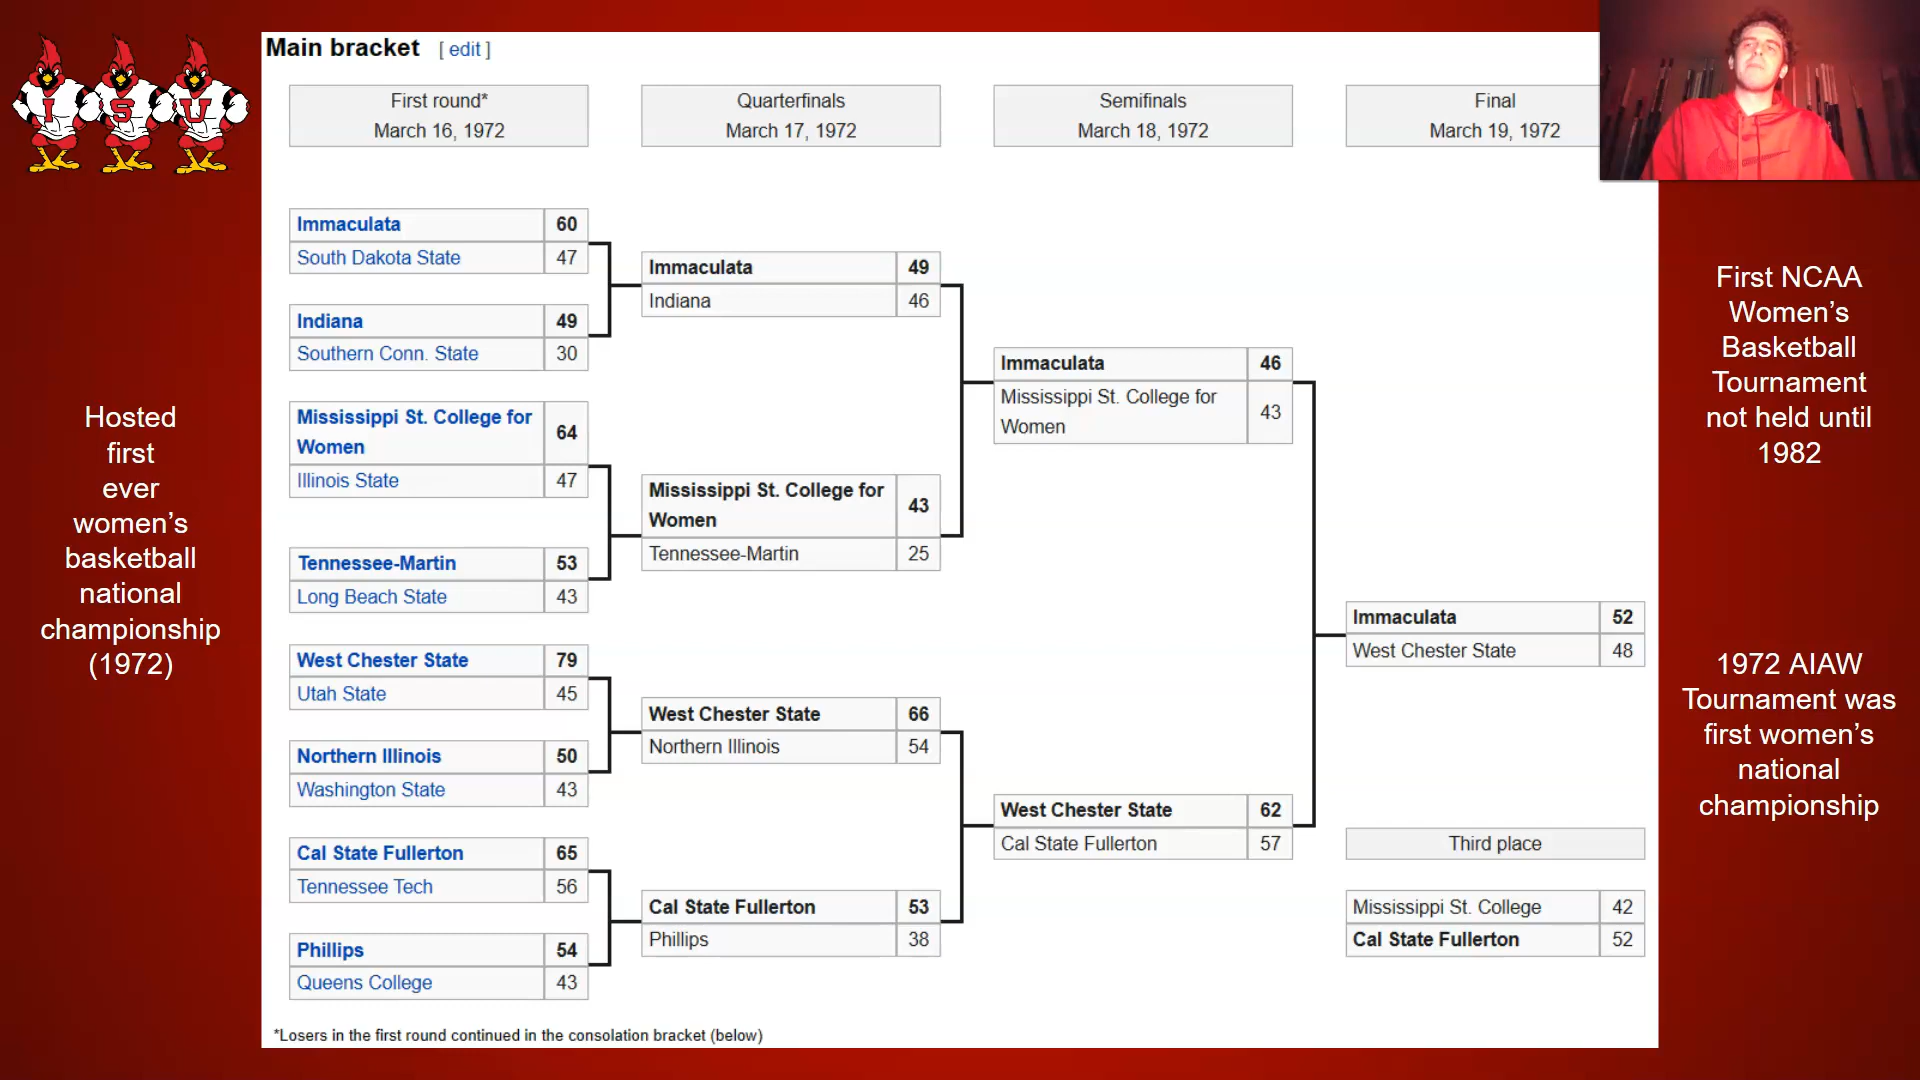 I S U
Hosted
first
ever
women’s
basketball
national
championship
(1972)
Main bracket [ edit ]
First round*
March 16, 1972
Quarterfinals
March 17, 1972
Semifinals
March 18, 1972
Final
March 19, 1972
Immaculata 60
South Dakota State 47
Indiana 49
Southern Conn. State 30
Mississippi St. College for
Women 64
Illinois State 47
Tennessee-Martin 53
Long Beach State 43
West Chester State 79
Utah State 45
Northern Illinois 50
Washington State 43
Cal State Fullerton 65
Tennessee Tech 56
Phillips 54
Queens College 43
Immaculata 49
Indiana 46
Mississippi St. College for
Women 43
Tennessee-Martin 25
West Chester State 66
Northern Illinois 54
Cal State Fullerton 53
Phillips 38
Immaculata 46
Mississippi St. College for
Women 43
West Chester State 62
Cal State Fullerton 57
Immaculata 52
West Chester State 48
Third place
Mississippi St. College 42
Cal State Fullerton 52
*Losers in the first round continued in the consolation bracket (below)
First NCAA
Women’s
Basketball
Tournament
not held until
1982
1972 AIAW
Tournament was
first women’s
national
championship